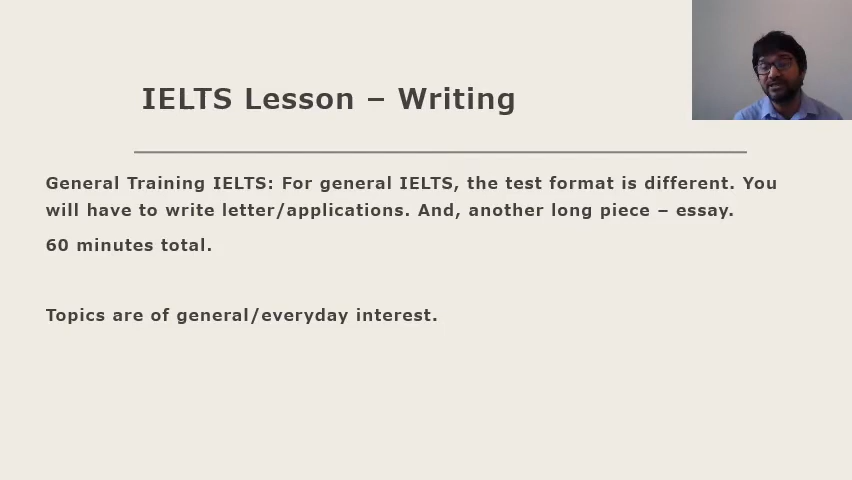 IELTS Lesson – Writing
General Training IELTS: For general IELTS, the test format is different. You
will have to write letter/applications. And, another long piece – essay.
60 minutes total.
Topics are of general/everyday interest.